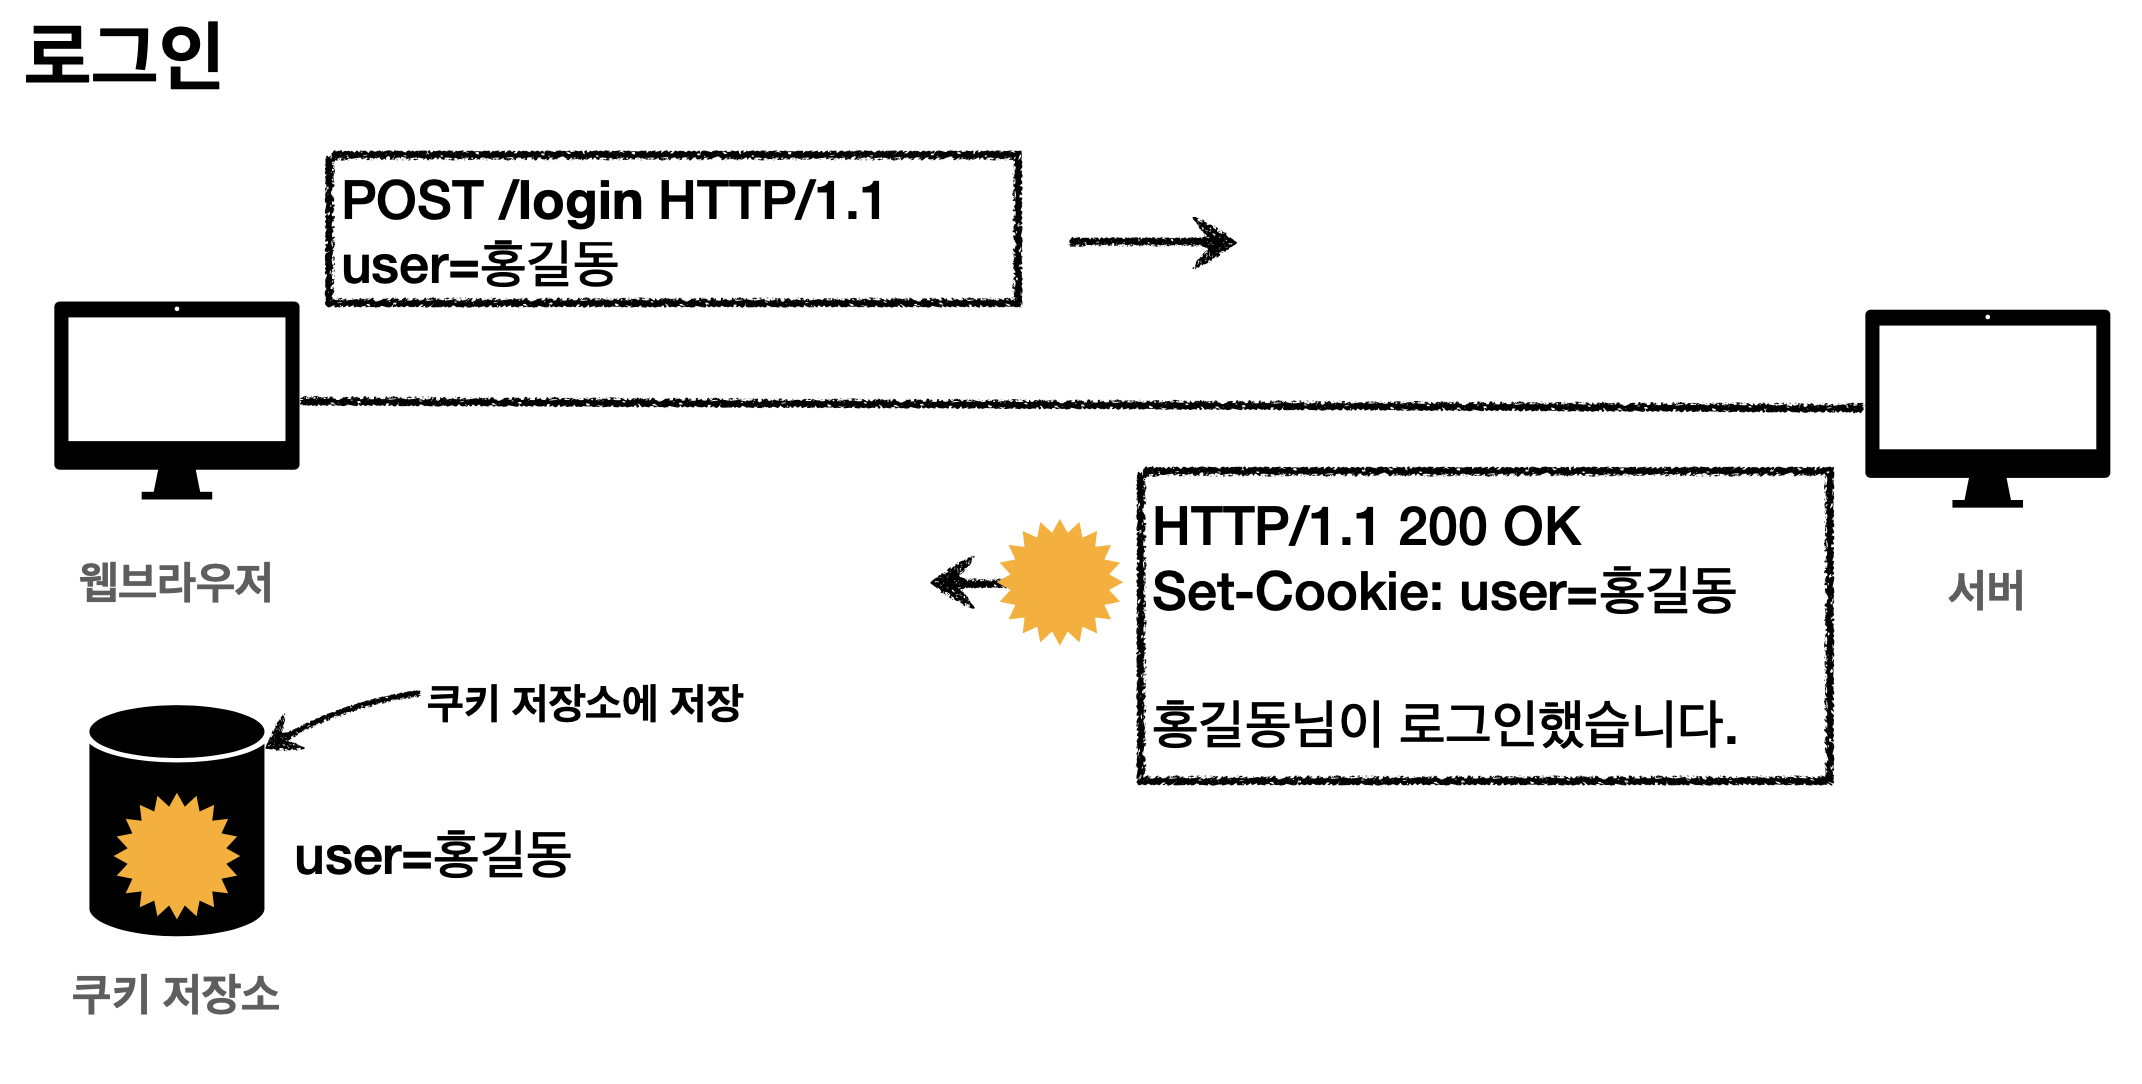 로그인
POST /login HTTP/1.1
user=홍길동
웹브라우저
서버
HTTP/1.1 200 OK
Set-Cookie: user=홍길동
홍길동님이 로그인했습니다.
쿠키 저장소에 저장
user=홍길동
쿠키 저장소